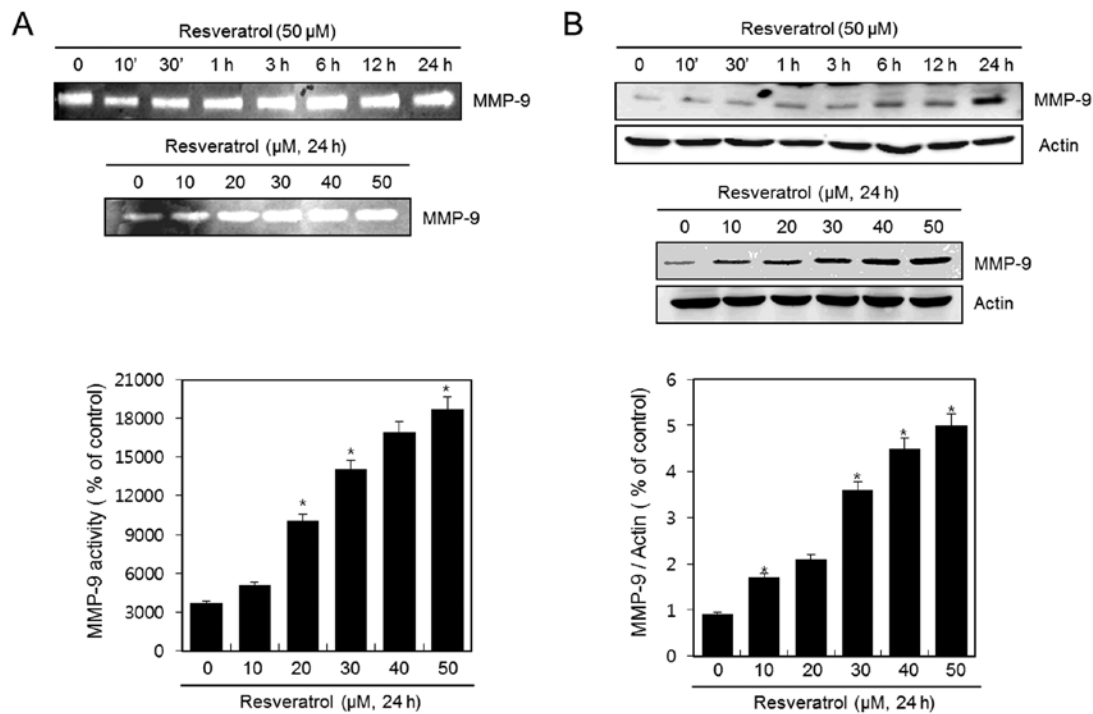 A
Resveratrol (50 µM)
0 10' 30' 1 h 3 h 6 h 12 h 24 h
MMP-9
Resveratrol (µM, 24 h)
0 10 20 30 40 50
MMP-9
21000
18000
15000
12000
9000
6000
3000
0
MMP-9 activity ( % of control)
* * * 
0 10 20 30 40 50
Resveratrol (µM, 24 h)
B
Resveratrol (50 µM)
0 10' 30' 1 h 3 h 6 h 12 h 24 h
MMP-9
Actin
Resveratrol (µM, 24 h)
0 10 20 30 40 50
MMP-9
Actin
6
5
4
3
2
1
0
MMP-9 / Actin ( % of control)
* * * *
0 10 20 30 40 50
Resveratrol (µM, 24 h)